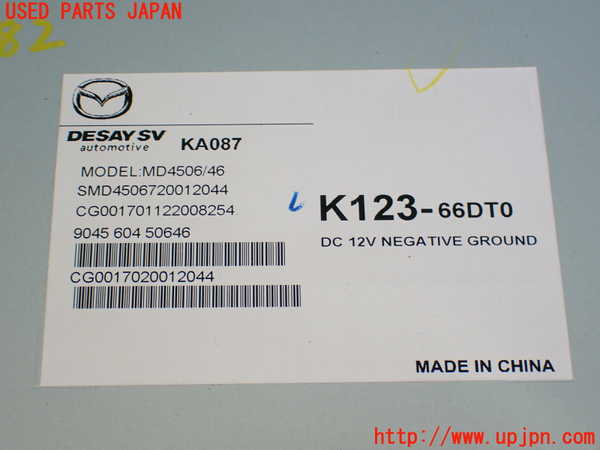 USED PARTS JAPAN
82
DESAY SV
automotive
KA087
MODEL:MD4506/46
SMD4506720012044
CG001701122008254
9045 604 50646
CG0017020012044
K123-66DT0
DC 12V NEGATIVE GROUND
MADE IN CHINA
http://www.upjpn.com